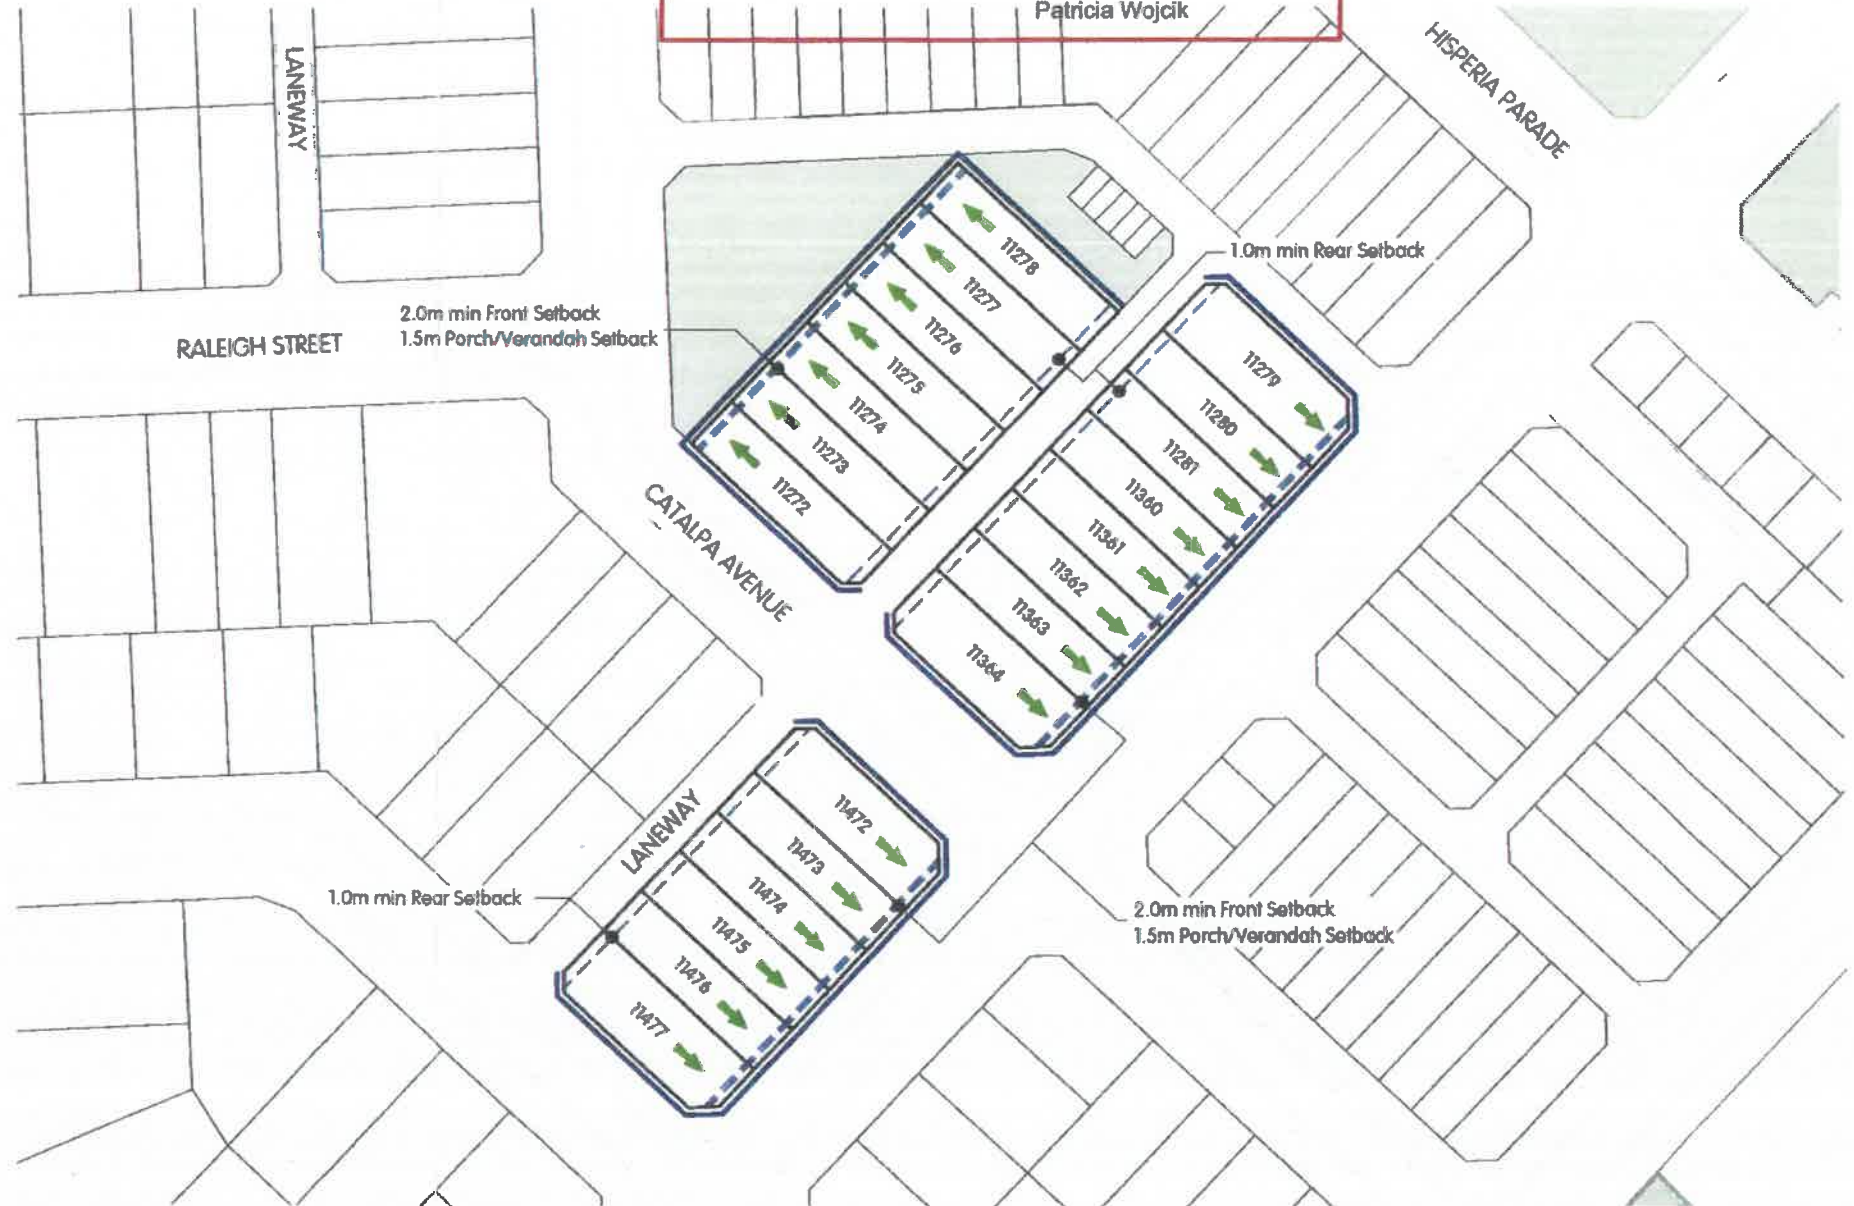 Patricia Wojcik
HISPERIA PARADE
LANEWAY
1.0m min Rear Setback
11278
11277
11276
11275
11274
11273
11272
2.0m min Front Setback
1.5m Porch/Verandah Setback
RALEIGH STREET
11279
11280
11281
11360
11361
11362
11363
11364
CATALPA AVENUE
LANEWAY
11472
11473
11474
11475
11476
11477
1.0m min Rear Setback
2.0m min Front Setback
1.5m Porch/Verandah Setback